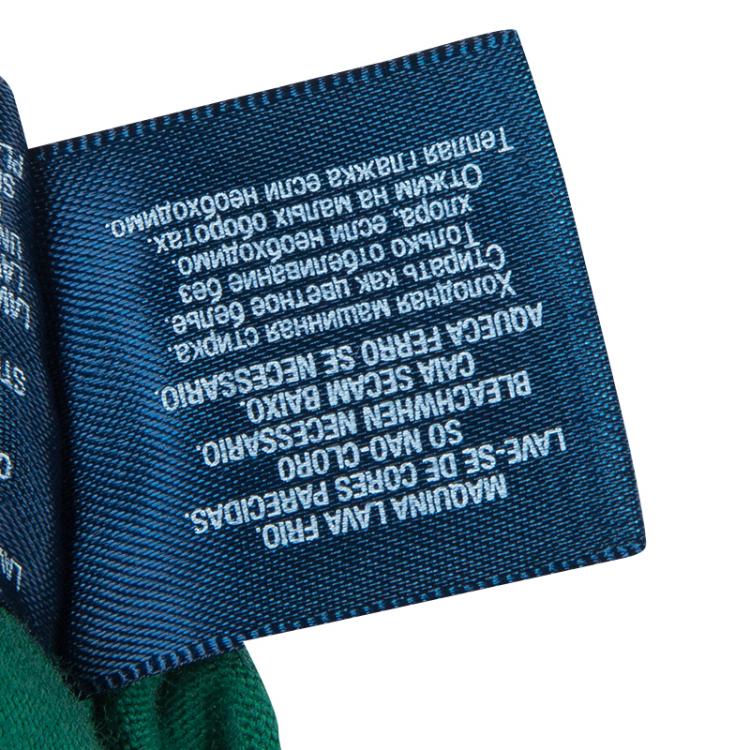 MAQUINA LAVA FRIO.
LAVE-SE DE CORES PARECIDAS.
SO NAO-CLORO
BLEACHWHEN NECESSARIO.
CAIA SECAM BAIXO.
AQUECA FERRO SE NECESSARIO.
Холодная машинная стирка.
Стирать как цветное белье.
Только отбеливание без
хлора, если необходимо.
Отжим на малых оборотах.
Теплая глажка если необходимо.